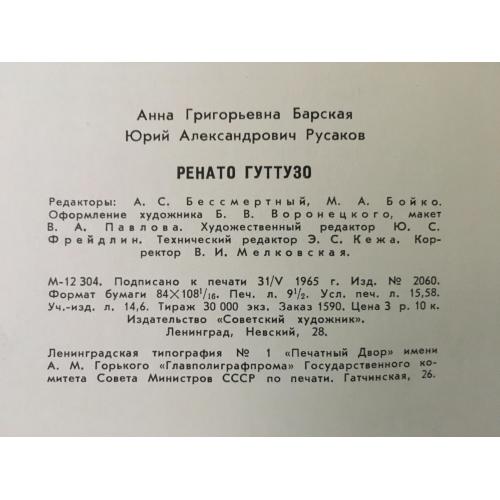 Анна Григорьевна Барская
Юрий Александрович Русаков
РЕНАТО ГУТТУЗО
Редакторы: А. С. Бессмертный, М. А. Бойко.
Оформление художника Б. В. Воронецкого, макет
В. А. Павлова. Художественный редактор Ю. С.
Фрейдлин. Технический редактор Э. С. Кежа. Кор-
ректор В. И. Мелковская.
М-12 304. Подписано к печати 31/V 1965 г. Изд. № 2060.
Формат бумаги 84×108¹/₁₆. Печ. л. 9¹/₂. Усл. печ. л. 15,58.
Уч.-изд. л. 14,6. Тираж 30 000 экз. Заказ 1590. Цена 3 р. 10 к.
Издательство «Советский художник».
Ленинград, Невский, 28.
Ленинградская типография № 1 «Печатный Двор» имени
А. М. Горького «Главполиграфпрома» Государственного ко-
митета Совета Министров СССР по печати. Гатчинская, 26.